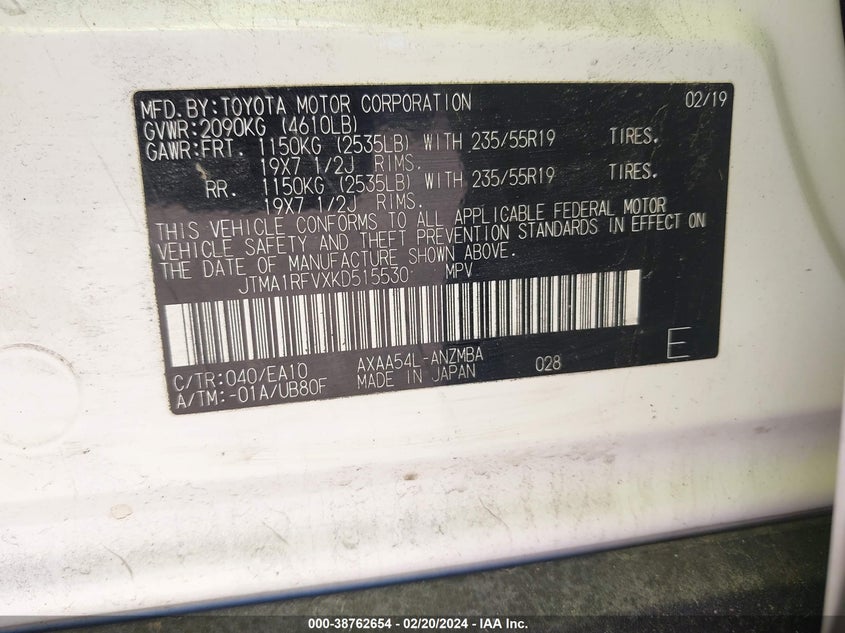 MFD.BY:TOYOTA MOTOR CORPORATION 02/19
GVWR:2090KG (4610LB)
GAWR:FRT. 1150KG (2535LB) WITH 235/55R19 TIRES.
19X7 1/2J RIMS.
RR. 1150KG (2535LB) WITH 235/55R19 TIRES.
19X7 1/2J RIMS.
THIS VEHICLE CONFORMS TO ALL APPLICABLE FEDERAL MOTOR
VEHICLE SAFETY AND THEFT PREVENTION STANDARDS IN EFFECT ON
THE DATE OF MANUFACTURE SHOWN ABOVE.
JTMA1RFVXKD515530 MPV
C/TR:040/EA10 AXAA54L-ANZMBA 028 E
A/TM:-01A/UB80F MADE IN JAPAN
000-38762654 - 02/20/2024 - IAA Inc.